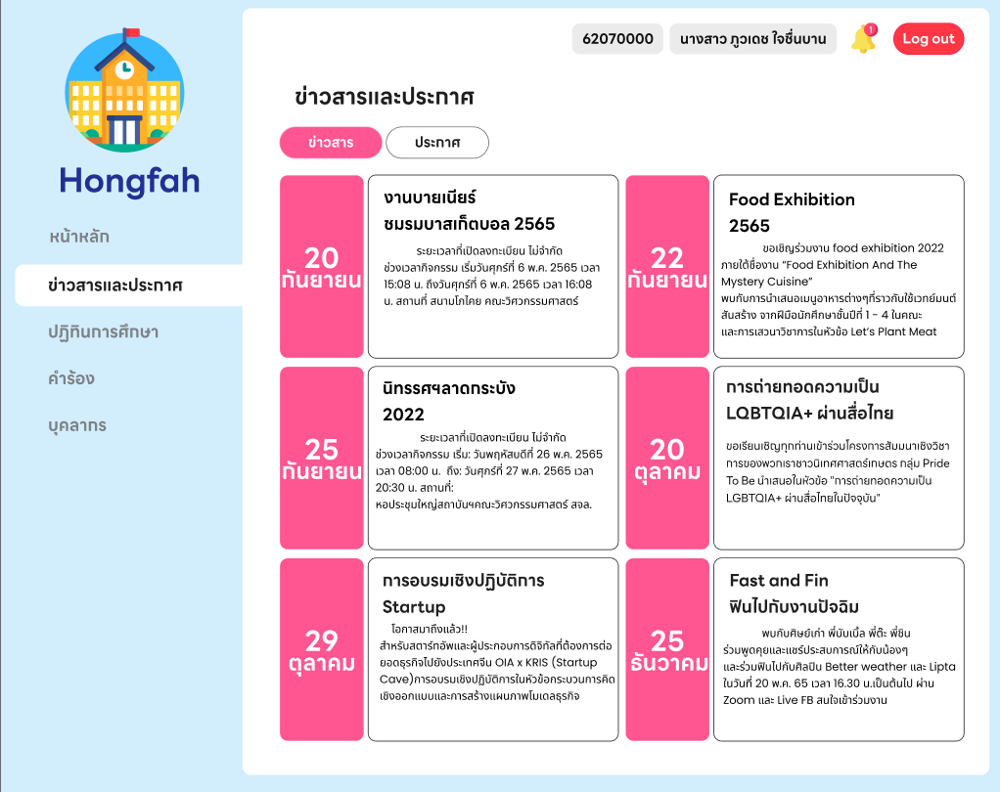 62070000
นางสาว ภูวเดช ใจชื่นบาน
1
Log out
Hongfah
หน้าหลัก
ข่าวสารและประกาศ
ปฏิทินการศึกษา
คำร้อง
บุคลากร
ข่าวสารและประกาศ
ข่าวสาร
ประกาศ
20
กันยายน
งานบายเนียร์
ชมรมบาสเก็ตบอล 2565
ระยะเวลาที่เปิดลงทะเบียน ไม่จำกัด
ช่วงเวลากิจกรรม เริ่มวันศุกร์ที่ 6 พ.ค. 2565 เวลา
15:08 น. ถึงวันศุกร์ที่ 6 พ.ค. 2565 เวลา 16:08
น. สถานที่ สนามโกไคย คณะวิศวกรรมศาสตร์
22
กันยายน
Food Exhibition
2565
ขอเชิญร่วมงาน food exhibition 2022
ภายใต้ชื่องาน “Food Exhibition And The
Mystery Cuisine”
พบกับการนำเสนอเมนูอาหารต่างๆที่ราวกับใช้เวทย์มนต์
สันสร้าง จากฝีมือนักศึกษาชั้นปีที่ 1 - 4 ในคณะ
และการเสวนาวิชาการในหัวข้อ Let’s Plant Meat
25
กันยายน
นิทรรศฯลาดกระบัง
2022
ระยะเวลาที่เปิดลงทะเบียน ไม่จำกัด
ช่วงเวลากิจกรรม เริ่ม: วันพฤหัสบดีที่ 26 พ.ค. 2565
เวลา 08:00 น. ถึง: วันศุกร์ที่ 27 พ.ค. 2565 เวลา
20:30 น. สถานที่:
หอประชุมใหญ่สถาบันฯคณะวิศวกรรมศาสตร์ สจล.
20
ตุลาคม
การถ่ายทอดความเป็น
LQBTQIA+ ผ่านสื่อไทย
ขอเรียนเชิญทุกท่านเข้าร่วมโครงการสัมมนาเชิงวิชา
การของพวกเราชาวนิเทศศาสตร์เกษตร กลุ่ม Pride
To Be นำเสนอในหัวข้อ "การถ่ายทอดความเป็น
LGBTQIA+ ผ่านสื่อไทยในปัจจุบัน"
29
ตุลาคม
การอบรมเชิงปฏิบัติการ
Startup
โอกาสมาถึงแล้ว!!
สำหรับสตาร์ทอัพและผู้ประกอบการดิจิทัลที่ต้องการต่อ
ยอดธุรกิจไปยังประเทศจีน OIA x KRIS (Startup
Cave)การอบรมเชิงปฏิบัติการในหัวข้อกระบวนการคิด
เชิงออกแบบและการสร้างแผนภาพโมเดลธุรกิจ
25
ธันวาคม
Fast and Fin
ฟินไปกับงานปัจฉิม
พบกับศิษย์เก่า พี่มับเบิ้ล พี่ต๊ะ พี่ชิน
ร่วมพูดคุยและแชร์ประสบการณ์ให้กับน้องๆ
และร่วมฟินไปกับศิลปิน Better weather และ Lipta
ในวันที่ 20 พ.ค. 65 เวลา 16.30 น.เป็นต้นไป ผ่าน
Zoom และ Live FB สนใจเข้าร่วมงาน